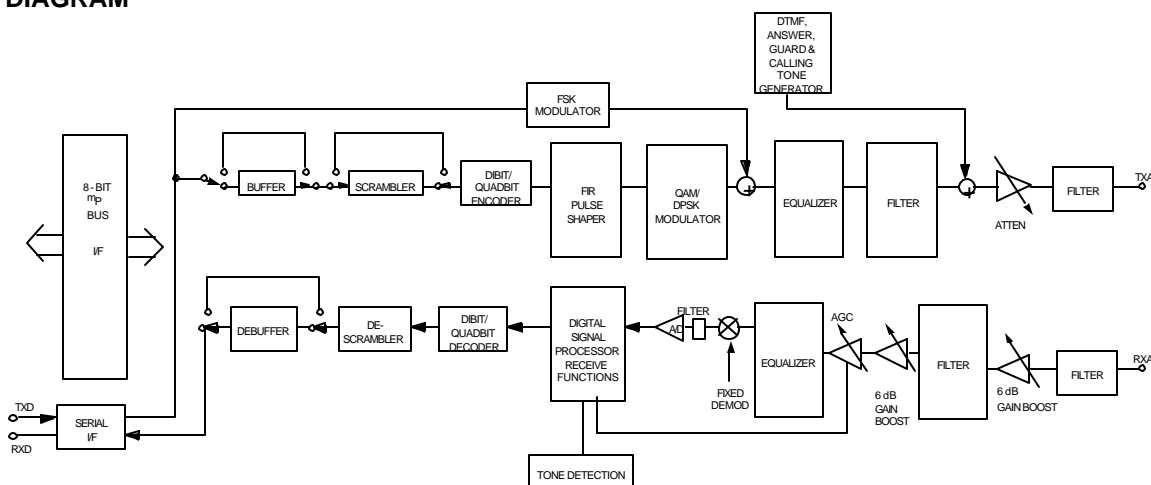 DIAGRAM
DTMF,
ANSWER,
GUARD &
CALLING
TONE
GENERATOR
FSK
MODULATOR
8-BIT
mP
BUS
I/F
BUFFER
SCRAMBLER
DIBIT/
QUADBIT
ENCODER
FIR
PULSE
SHAPER
QAM/
DPSK
MODULATOR
+
EQUALIZER
FILTER
+
ATTEN
FILTER
TXA
DEBUFFER
DE-
SCRAMBLER
DIBIT/
QUADBIT
DECODER
DIGITAL
SIGNAL
PROCESSOR
RECEIVE
FUNCTIONS
A/D
FILTER
FIXED
DEMOD
EQUALIZER
AGC
6 dB
GAIN
BOOST
FILTER
6 dB
GAIN BOOST
FILTER
RXA
TXD
RXD
SERIAL
I/F
TONE DETECTION